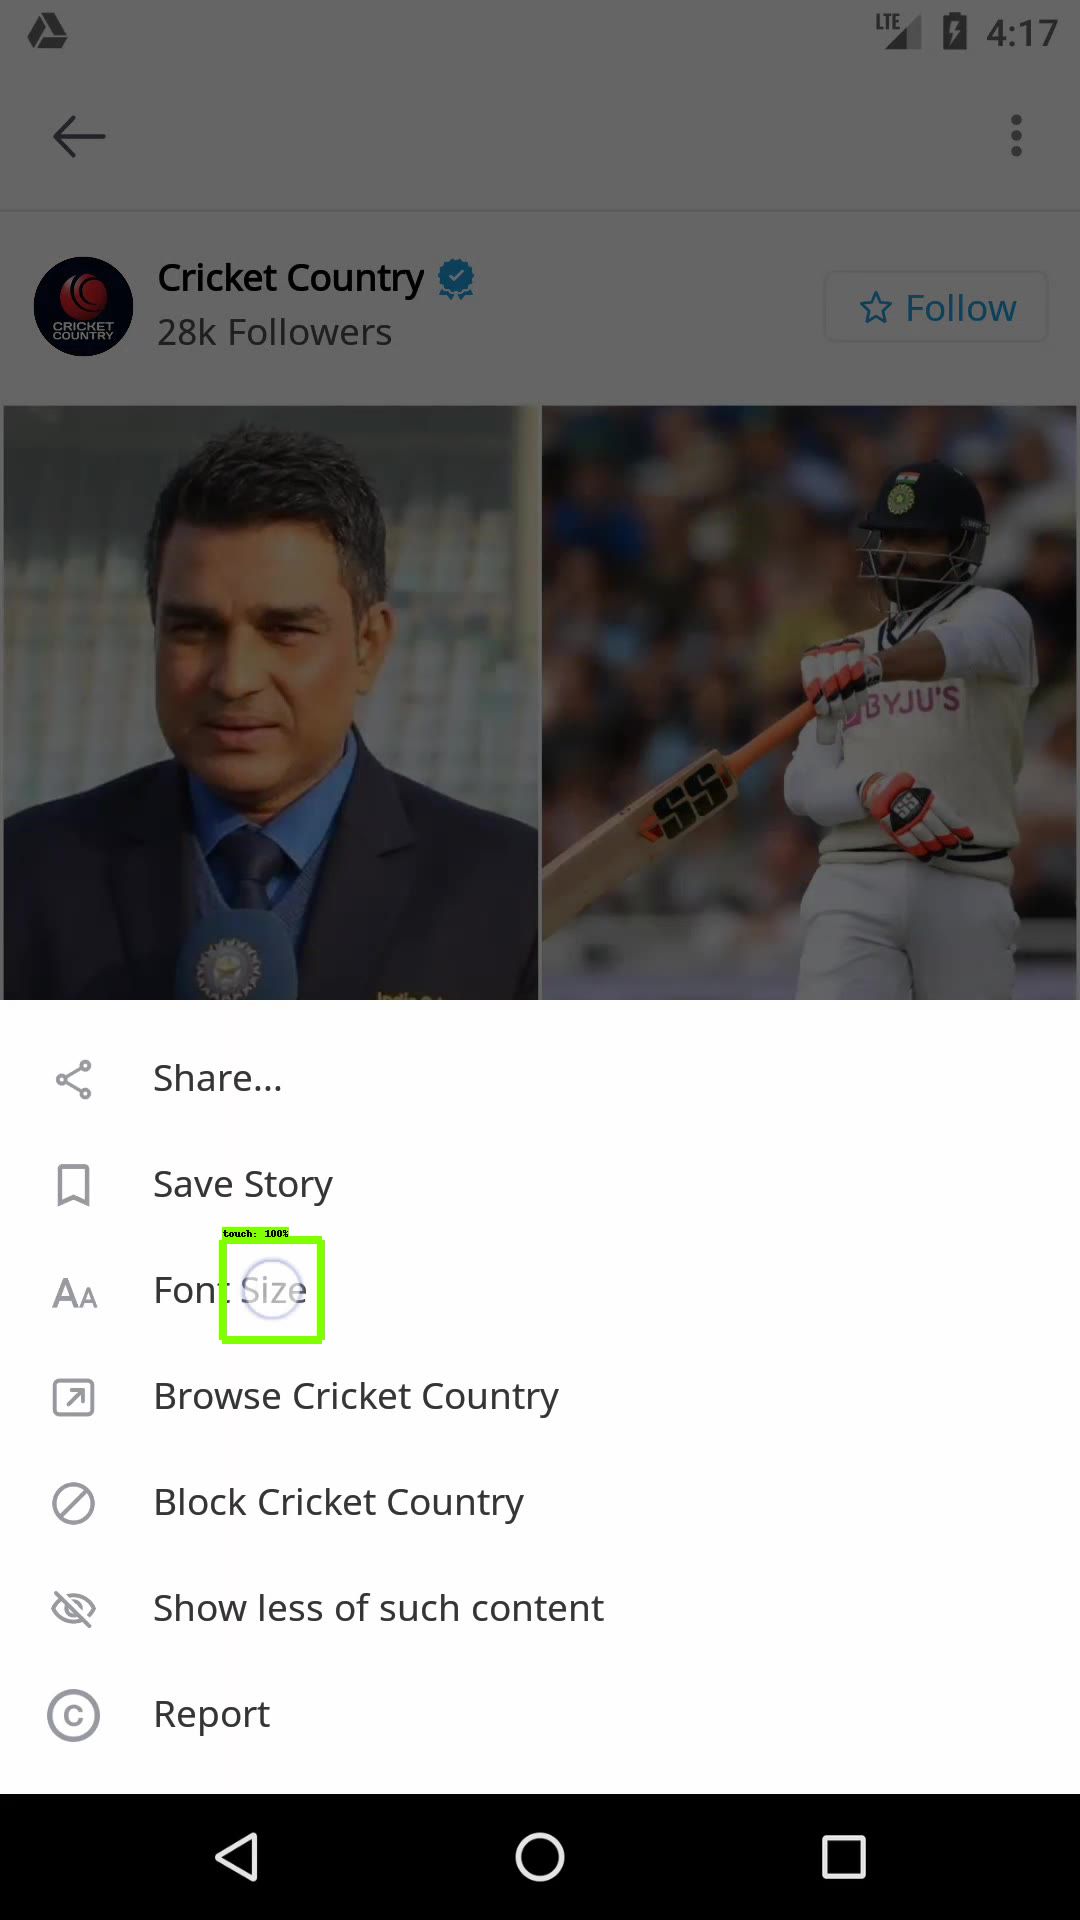 LTE 4:17
Cricket Country
28k Followers
Follow
CRICKET
COUNTRY
BYJU'S
SS
SS
Share...
Save Story
touch: 100%
Font Size
AA
Browse Cricket Country
Block Cricket Country
Show less of such content
C Report